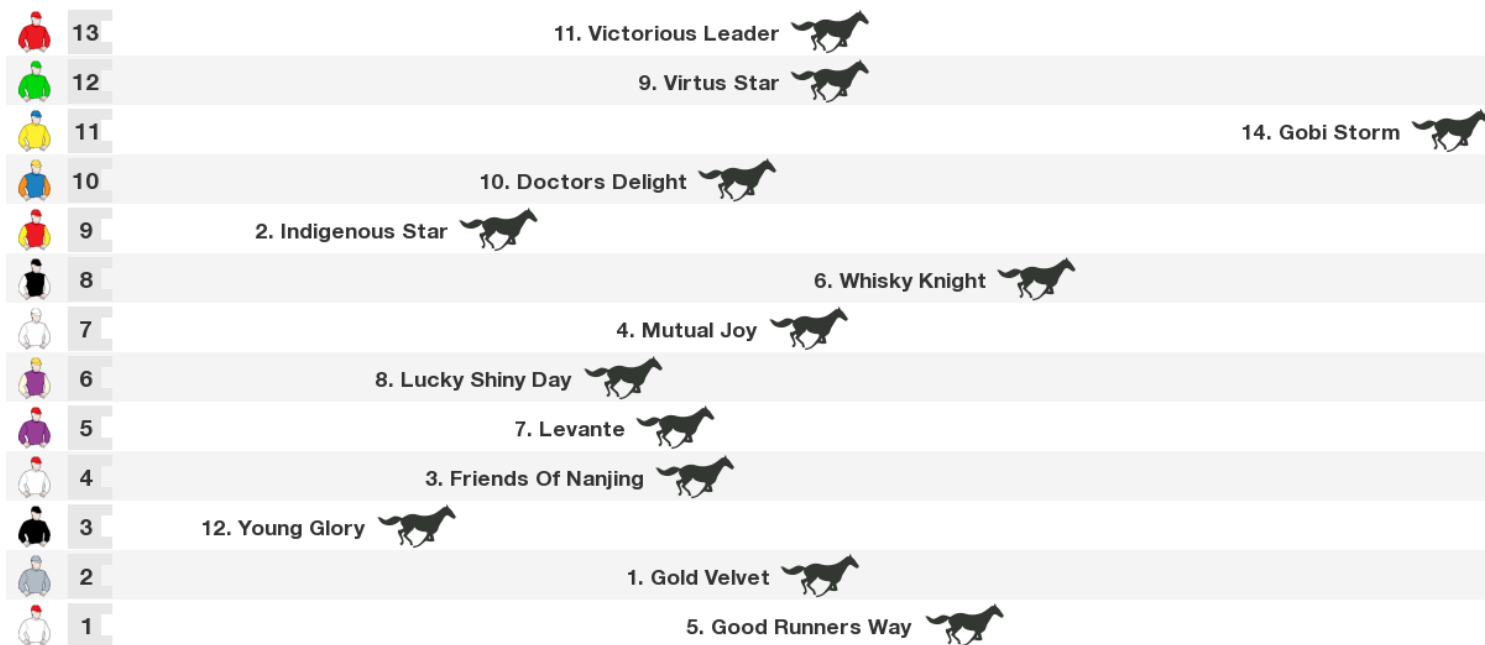 13 11. Victorious Leader
12 9. Virtus Star
11 14. Gobi Storm
10 10. Doctors Delight
9 2. Indigenous Star
8 6. Whisky Knight
7 4. Mutual Joy
6 8. Lucky Shiny Day
5 7. Levante
4 3. Friends Of Nanjing
3 12. Young Glory
2 1. Gold Velvet
1 5. Good Runners Way